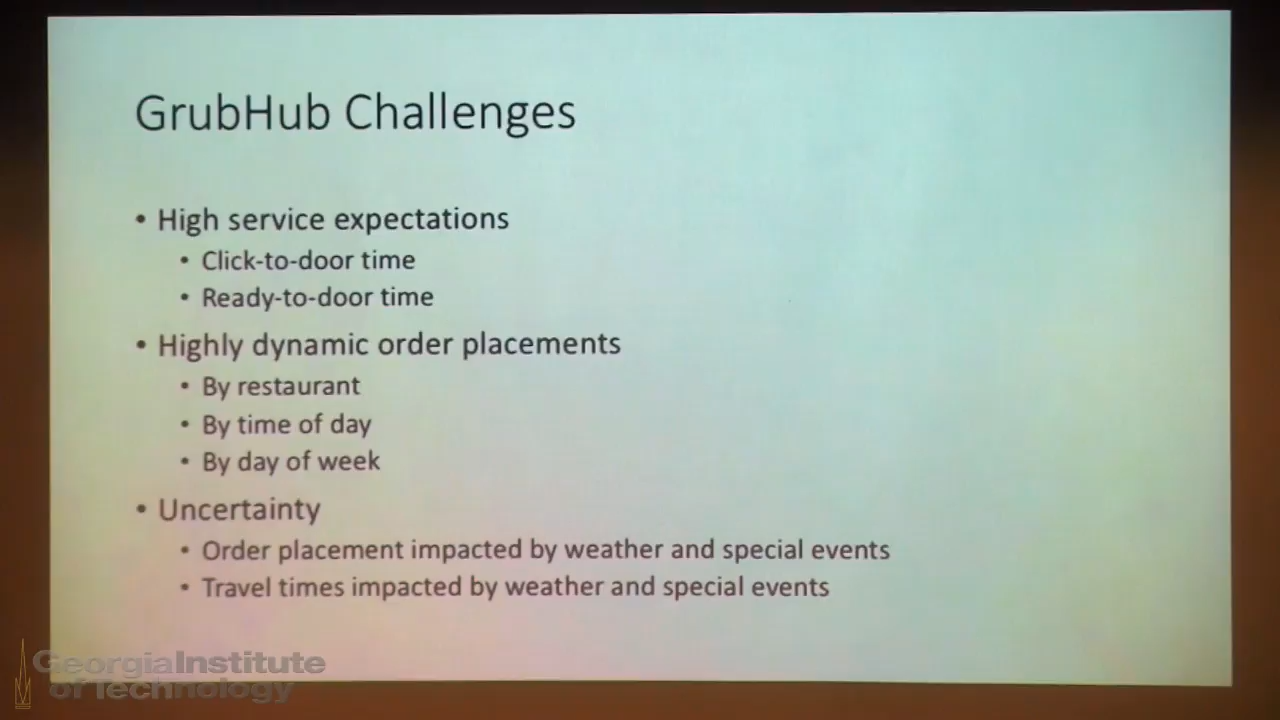 GrubHub Challenges
• High service expectations
• Click-to-door time
• Ready-to-door time
• Highly dynamic order placements
• By restaurant
• By time of day
• By day of week
• Uncertainty
• Order placement impacted by weather and special events
• Travel times impacted by weather and special events
GeorgiaInstitute
of Technology